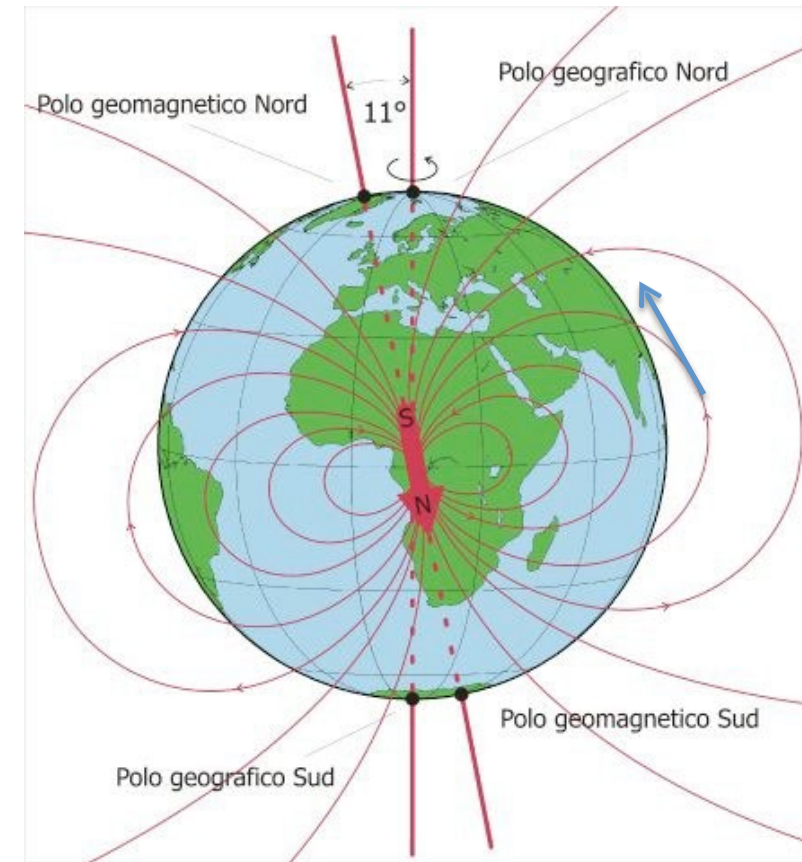 Polo geografico Nord
Polo geomagnetico Nord
11°
S
N
Polo geomagnetico Sud
Polo geografico Sud